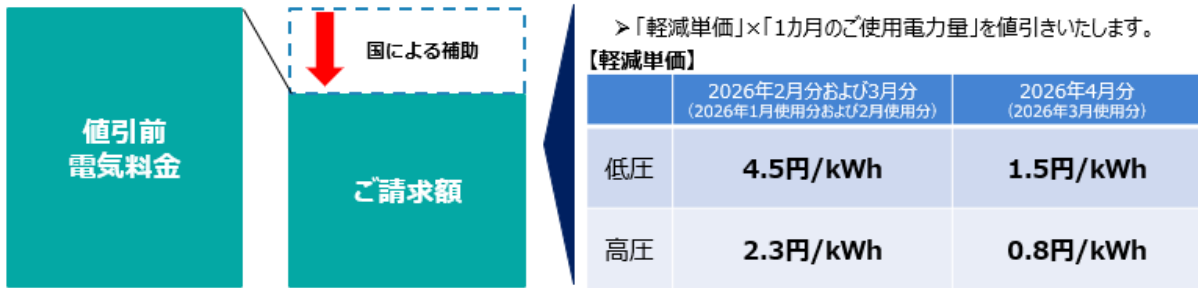 値引前
電気料金
国による補助
ご請求額
➤「軽減単価」×「1カ月のご使用電力量」を値引きいたします。
【軽減単価】
2026年2月分および3月分
（2026年1月使用分および2月使用分）
2026年4月分
（2026年3月使用分）
低圧
4.5円/kWh
1.5円/kWh
高圧
2.3円/kWh
0.8円/kWh